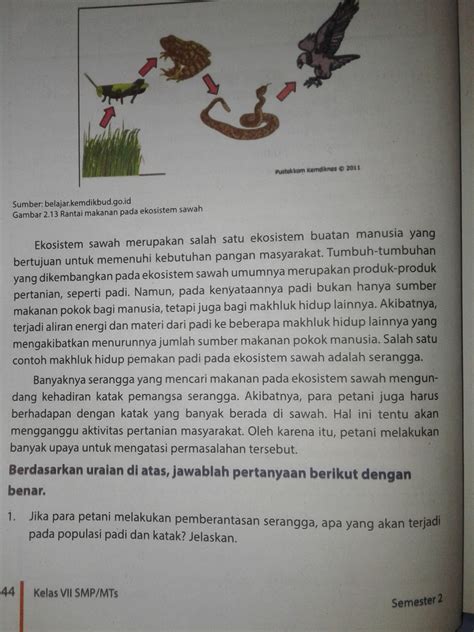 Pustekkom Kemdiknas © 2011
Sumber: belajar.kemdikbud.go.id
Gambar 2.13 Rantai makanan pada ekosistem sawah
Ekosistem sawah merupakan salah satu ekosistem buatan manusia yang
bertujuan untuk memenuhi kebutuhan pangan masyarakat. Tumbuh-tumbuhan
yang dikembangkan pada ekosistem sawah umumnya merupakan produk-produk
pertanian, seperti padi. Namun, pada kenyataannya padi bukan hanya sumber
makanan pokok bagi manusia, tetapi juga bagi makhluk hidup lainnya. Akibatnya,
terjadi aliran energi dan materi dari padi ke beberapa makhluk hidup lainnya yang
mengakibatkan menurunnya jumlah sumber makanan pokok manusia. Salah satu
contoh makhluk hidup pemakan padi pada ekosistem sawah adalah serangga.
Banyaknya serangga yang mencari makanan pada ekosistem sawah mengun-
dang kehadiran katak pemangsa serangga. Akibatnya, para petani juga harus
berhadapan dengan katak yang banyak berada di sawah. Hal ini tentu akan
mengganggu aktivitas pertanian masyarakat. Oleh karena itu, petani melakukan
banyak upaya untuk mengatasi permasalahan tersebut.
Berdasarkan uraian di atas, jawablah pertanyaan berikut dengan
benar.
1. Jika para petani melakukan pemberantasan serangga, apa yang akan terjadi
pada populasi padi dan katak? Jelaskan.
44 Kelas VII SMP/MTs
Semester 2